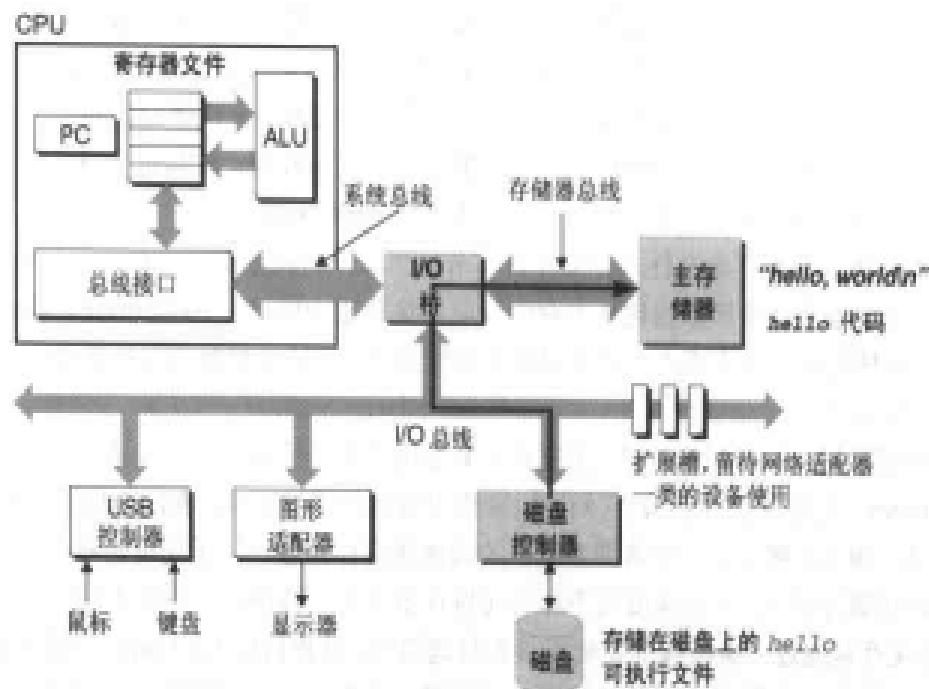 CPU
寄存器文件
PC
ALU
系统总线
存储器总线
总线接口
I/O
桥
主存
储器
"hello, world\n"
hello 代码
I/O 总线
扩展槽，留待网络适配器
一类的设备使用
USB
控制器
图形
适配器
磁盘
控制器
鼠标
键盘
显示器
磁盘
存储在磁盘上的 hello
可执行文件